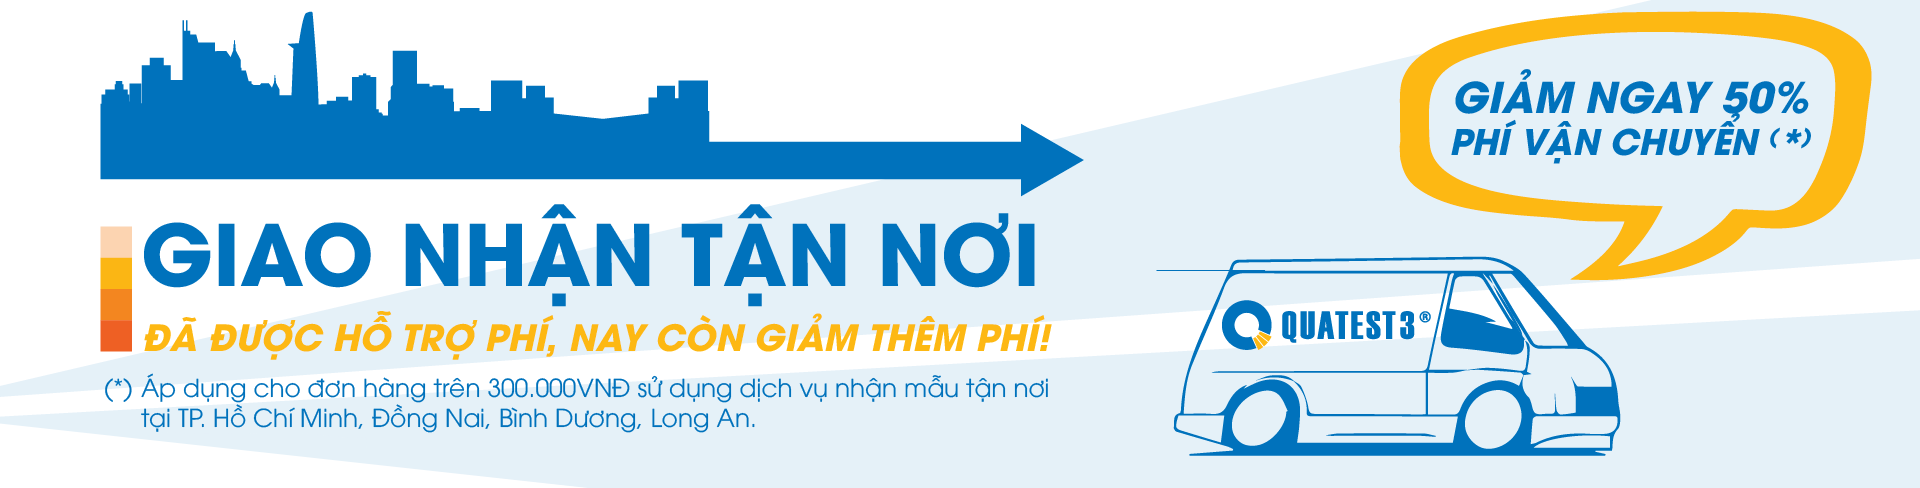 GIẢM NGAY 50%
PHÍ VẬN CHUYỂN (*)
GIAO NHẬN TẬN NƠI
ĐÃ ĐƯỢC HỖ TRỢ PHÍ, NAY CÒN GIẢM THÊM PHÍ!
(*) Áp dụng cho đơn hàng trên 300.000VNĐ sử dụng dịch vụ nhận mẫu tận nơi
tại TP. Hồ Chí Minh, Đồng Nai, Bình Dương, Long An.
QUATEST3®